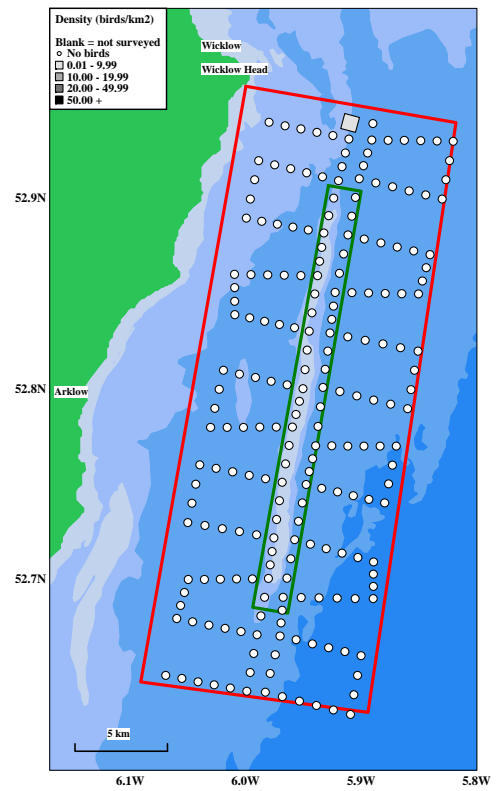 Density (birds/km2)
Blank = not surveyed
No birds
0.01 - 9.99
10.00 - 19.99
20.00 - 49.99
50.00 +
Wicklow
Wicklow Head
52.9N
52.8N
Arklow
52.7N
5 km
6.1W
6.0W
5.9W
5.8W